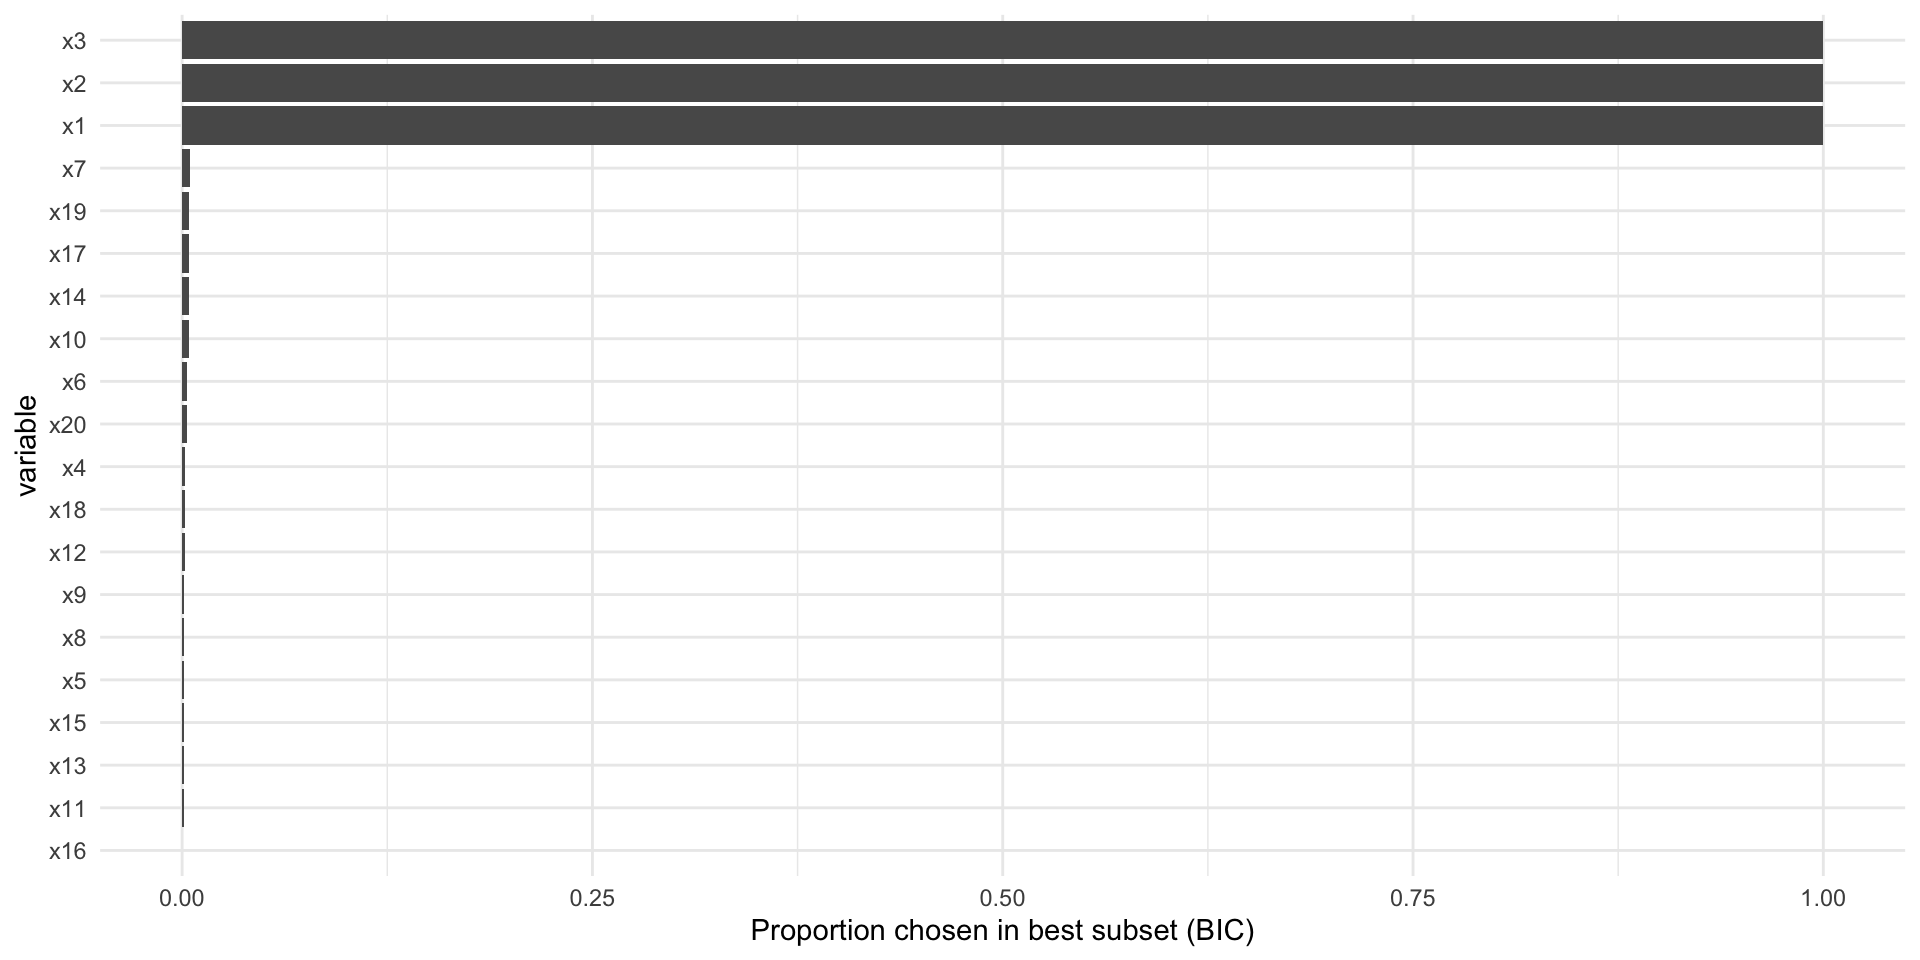 x3
x2
x1
x7
x19
x17
x14
x10
x6
x20
x4
x18
x12
x9
x8
x5
x15
x13
x11
x16
variable
0.00 0.25 0.50 0.75 1.00
Proportion chosen in best subset (BIC)